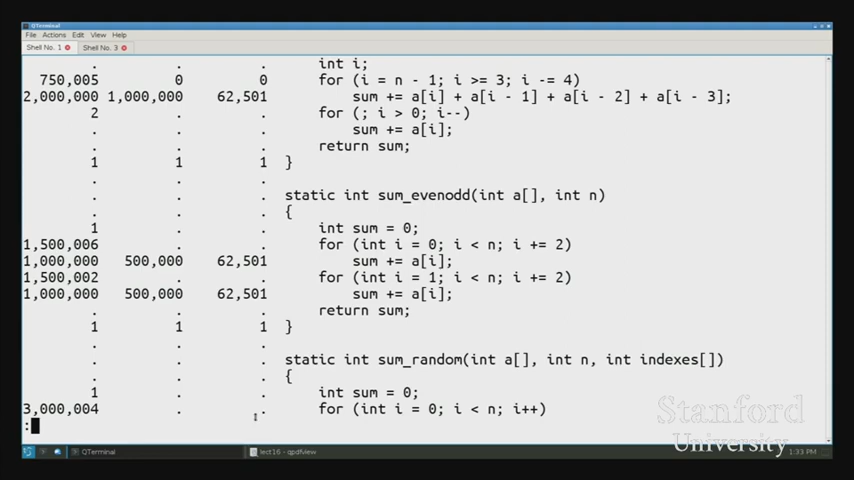 QTerminal
File Actions Edit View Help
Shell No. 1 Shell No. 3
. . . int i;
750,005 0 0 for (i = n - 1; i >= 3; i -= 4)
2,000,000 1,000,000 62,501 sum += a[i] + a[i - 1] + a[i - 2] + a[i - 3];
2 . . for (; i > 0; i--)
. . . sum += a[i];
. . . return sum;
1 1 1 }
. . .
. . . static int sum_evenodd(int a[], int n)
. . . {
1 . . int sum = 0;
1,500,006 . . for (int i = 0; i < n; i += 2)
1,000,000 500,000 62,501 sum += a[i];
1,500,002 . . for (int i = 1; i < n; i += 2)
1,000,000 500,000 62,501 sum += a[i];
. . . return sum;
1 1 1 }
. . .
. . . static int sum_random(int a[], int n, int indexes[])
. . . {
1 . . int sum = 0;
3,000,004 . . for (int i = 0; i < n; i++)
:
Stanford
University
QTerminal lect16 - qpdfview 1:33 PM